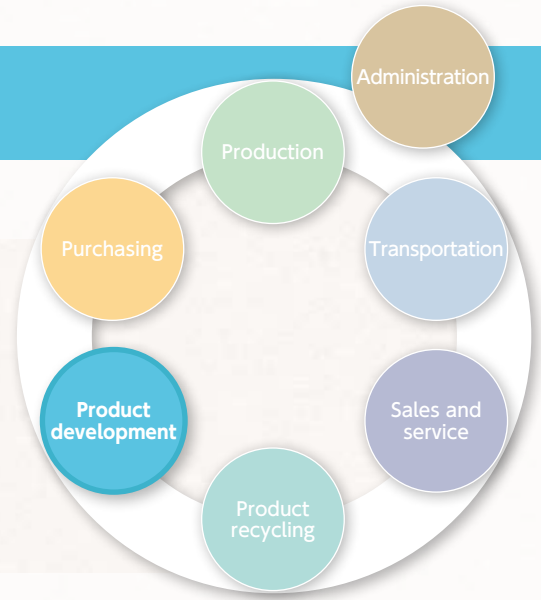 Administration
Production
Purchasing
Transportation
Product
development
Sales and
service
Product
recycling